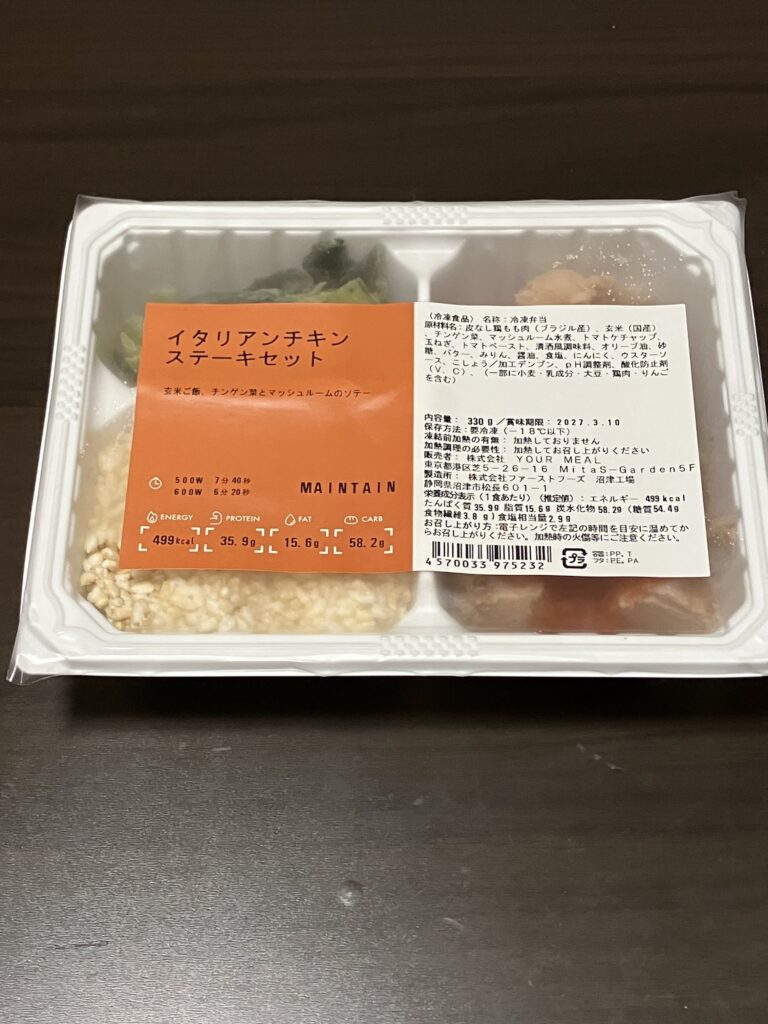 イタリアンチキン
ステーキセット
玄米ご飯、チンゲン菜とマッシュルームのソテー
500W 7分40秒
600W 6分20秒
MAINTAIN
ENERGY PROTEIN FAT CARB
499kcal 35.9g 15.6g 58.2g
(冷凍食品) 名称:冷凍弁当
原材料名:皮なし鶏もも肉(ブラジル産)、玄米(国産)
、チンゲン菜、マッシュルーム水煮、トマトケチャップ、
玉ねぎ、トマトペースト、清酒風調味料、オリーブ油、砂
糖、バター、みりん、醤油、食塩、にんにく、ウスターソ
ース、こしょう/加工デンプン、pH調整剤、酸化防止剤
(V.C)、(一部に小麦・乳成分・大豆・鶏肉・りんご
を含む)
内容量: 330g/賞味期限:2027.3.10
保存方法:要冷凍(-18℃以下)
凍結前加熱の有無: 加熱しておりません
加熱調理の必要性: 加熱してお召し上がりください
販売者: 株式会社 YOUR MEAL
東京都港区芝5-26-16 MitaS-Garden5F
製造所: 株式会社ファーストフーズ 沼津工場
静岡県沼津市松長601-1
栄養成分表示(1食あたり)(推定値):エネルギー 499kcal
たんぱく質 35.9g 脂質15.6g 炭水化物 58.2g (糖質54.4g
食物繊維3.8g)食塩相当量2.9g
お召し上がり方:電子レンジで左記の時間を目安に温めてか
らお召し上がりください。加熱時の火傷等にご注意ください。
4570033975232
プラ
容器:PP,T
フタ:PE,PA